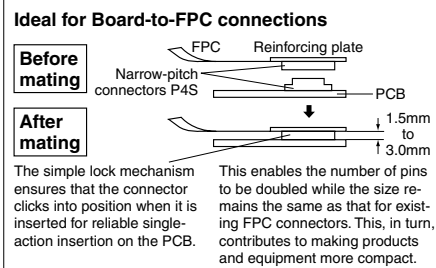 Ideal for Board-to-FPC connections
Before
mating
FPC
Reinforcing plate
Narrow-pitch
connectors P4S
PCB
After
mating
1.5mm
to
3.0mm
The simple lock mechanism
ensures that the connector
clicks into position when it is
inserted for reliable single-
action insertion on the PCB.
This enables the number of pins
to be doubled while the size re-
mains the same as that for exist-
ing FPC connectors. This, in turn,
contributes to making products
and equipment more compact.